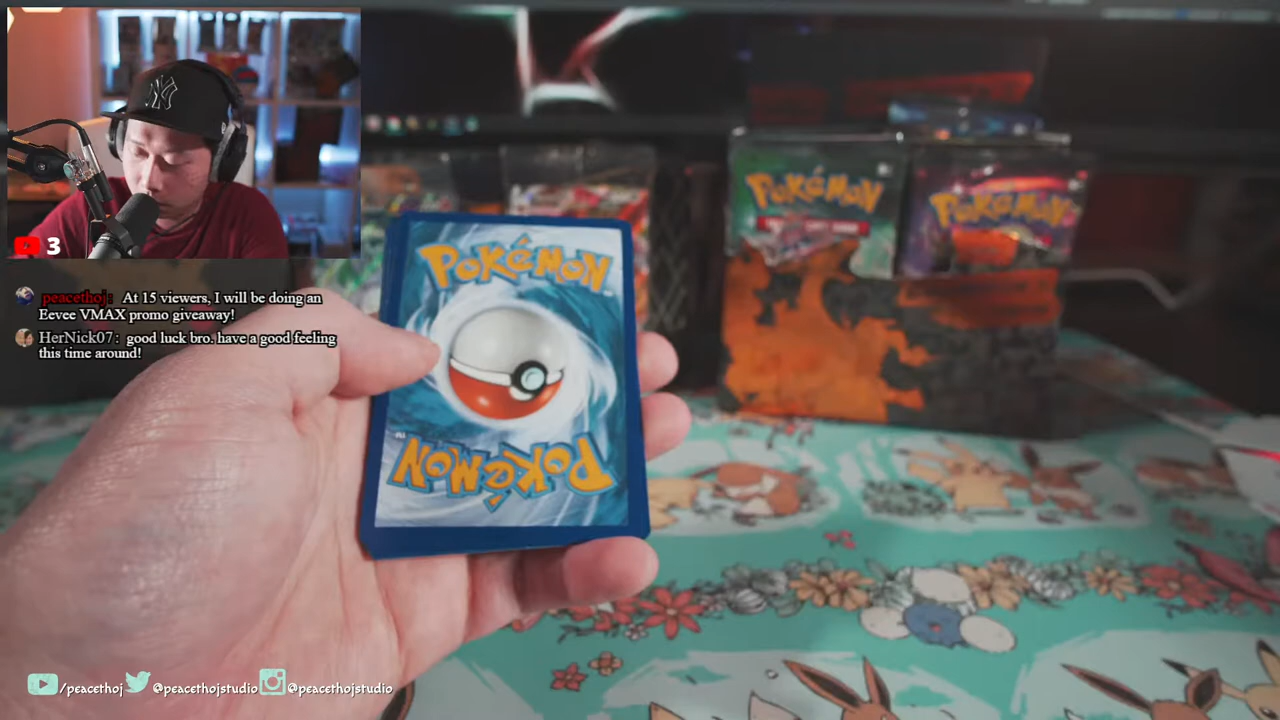 3
peacethoj: At 15 viewers, I will be doing an
Eevee VMAX promo giveaway!
HerNick07: good luck bro. have a good feeling
this time around!
POKéMON
POKéMON
POKéMON
POKéMON
/peacethoj @peacethojstudio @peacethojstudio